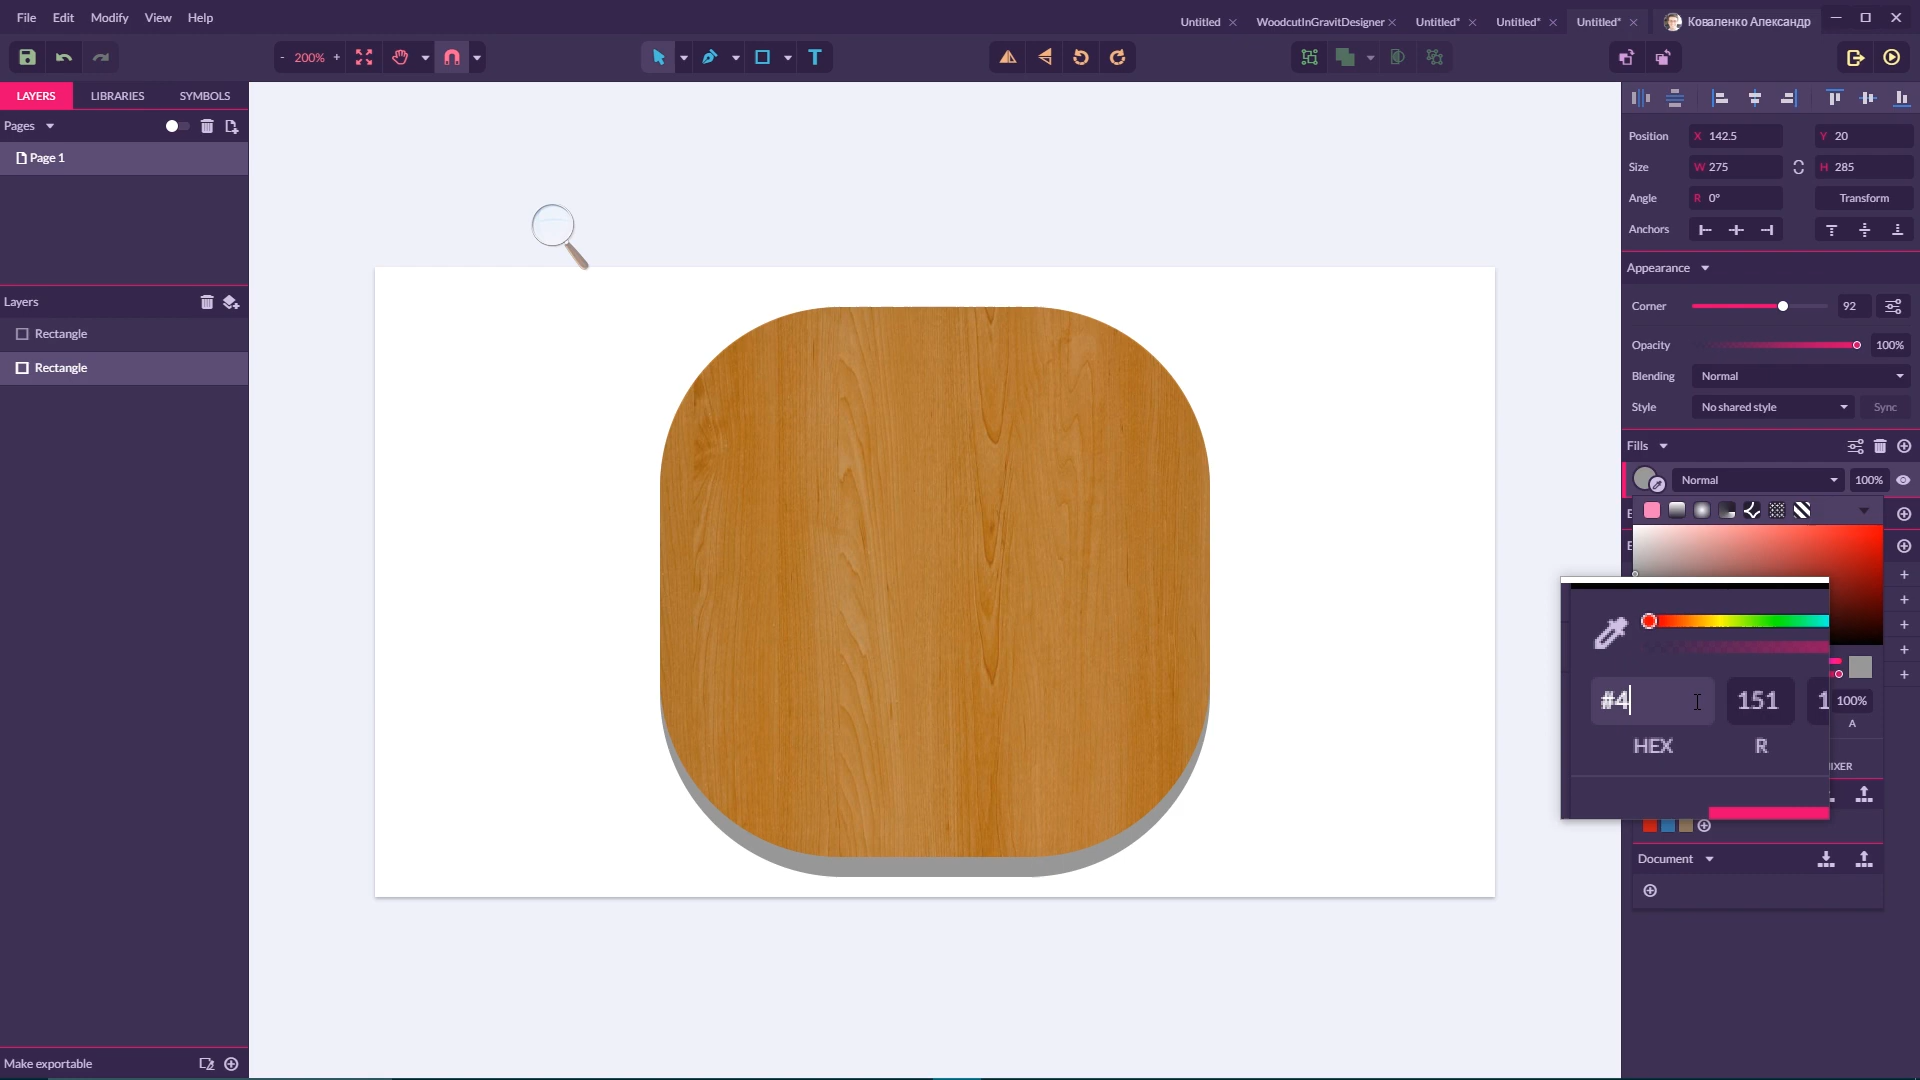 File Edit Modify View Help
Untitled WoodcutInGravitDesigner Untitled* Untitled* Untitled* Коваленко Александр
- 200% +
LAYERS LIBRARIES SYMBOLS
Pages
Position X 142.5 Y 20
Page 1
Size W 275 H 285
Angle R 0° Transform
Anchors
Appearance
Layers
Corner 92
Rectangle
Opacity 100%
Rectangle
Blending Normal
Style No shared style Sync
Fills
Normal 100%
#4 151 1 100%
A
HEX R
IXER
Document
Make exportable